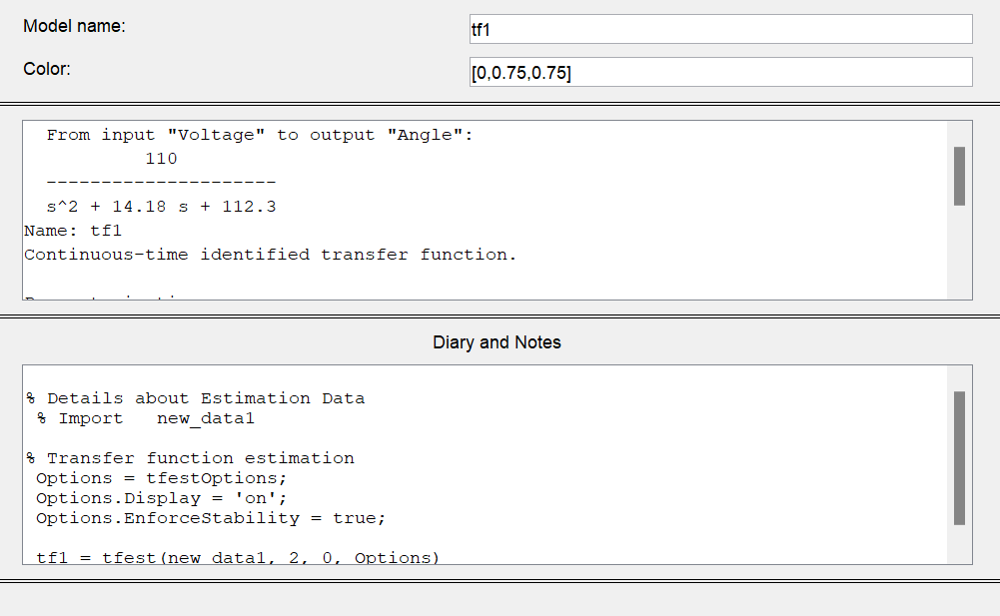 Model name:
tf1
Color:
[0,0.75,0.75]
From input "Voltage" to output "Angle":
110
---------------------
s^2 + 14.18 s + 112.3
Name: tf1
Continuous-time identified transfer function.
Diary and Notes
% Details about Estimation Data
% Import   new_data1
% Transfer function estimation
Options = tfestOptions;
Options.Display = 'on';
Options.EnforceStability = true;
tf1 = tfest(new_data1, 2, 0, Options)